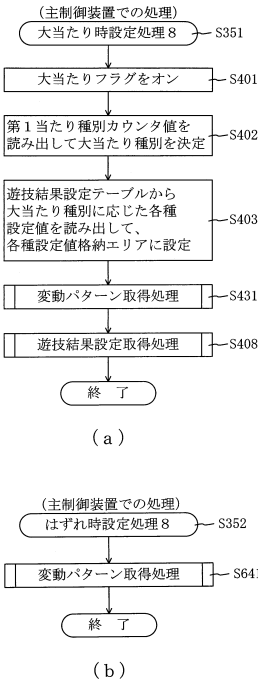 (主制御装置での処理)
大当たり時設定処理8
S351
大当たりフラグをオン
S401
第1当たり種別カウンタ値を
読み出して大当たり種別を決定
S402
遊技結果設定テーブルから
大当たり種別に応じた各種
設定値を読み出して、
各種設定値格納エリアに設定
S403
変動パターン取得処理
S431
遊技結果設定取得処理
S408
終 了
(a)
(主制御装置での処理)
はずれ時設定処理8
S352
変動パターン取得処理
S641
終 了
(b)